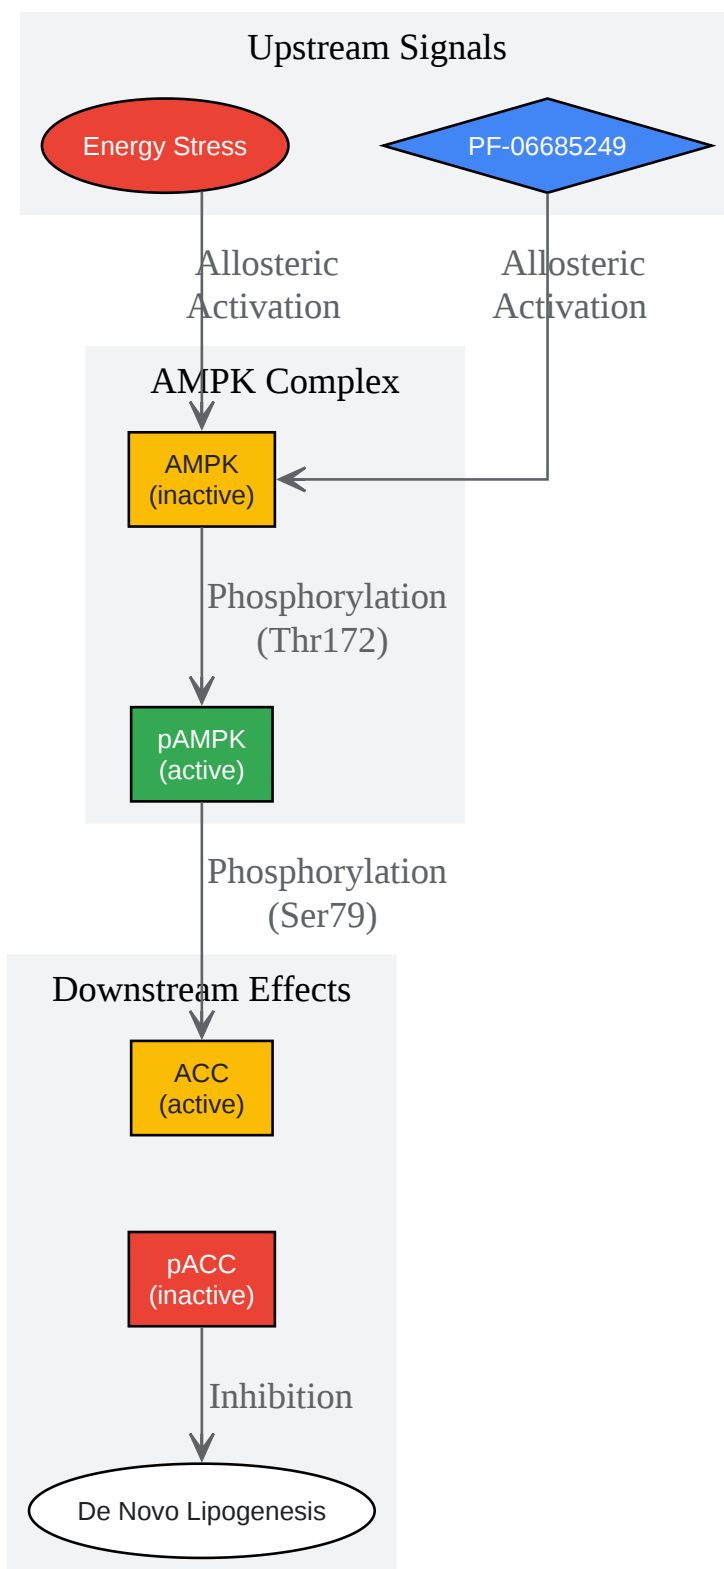 Upstream Signals
Energy Stress
PF-06685249
Allosteric
Activation
Allosteric
Activation
AMPK Complex
AMPK
(inactive)
Phosphorylation
(Thr172)
pAMPK
(active)
Phosphorylation
(Ser79)
Downstream Effects
ACC
(active)
pACC
(inactive)
Inhibition
De Novo Lipogenesis